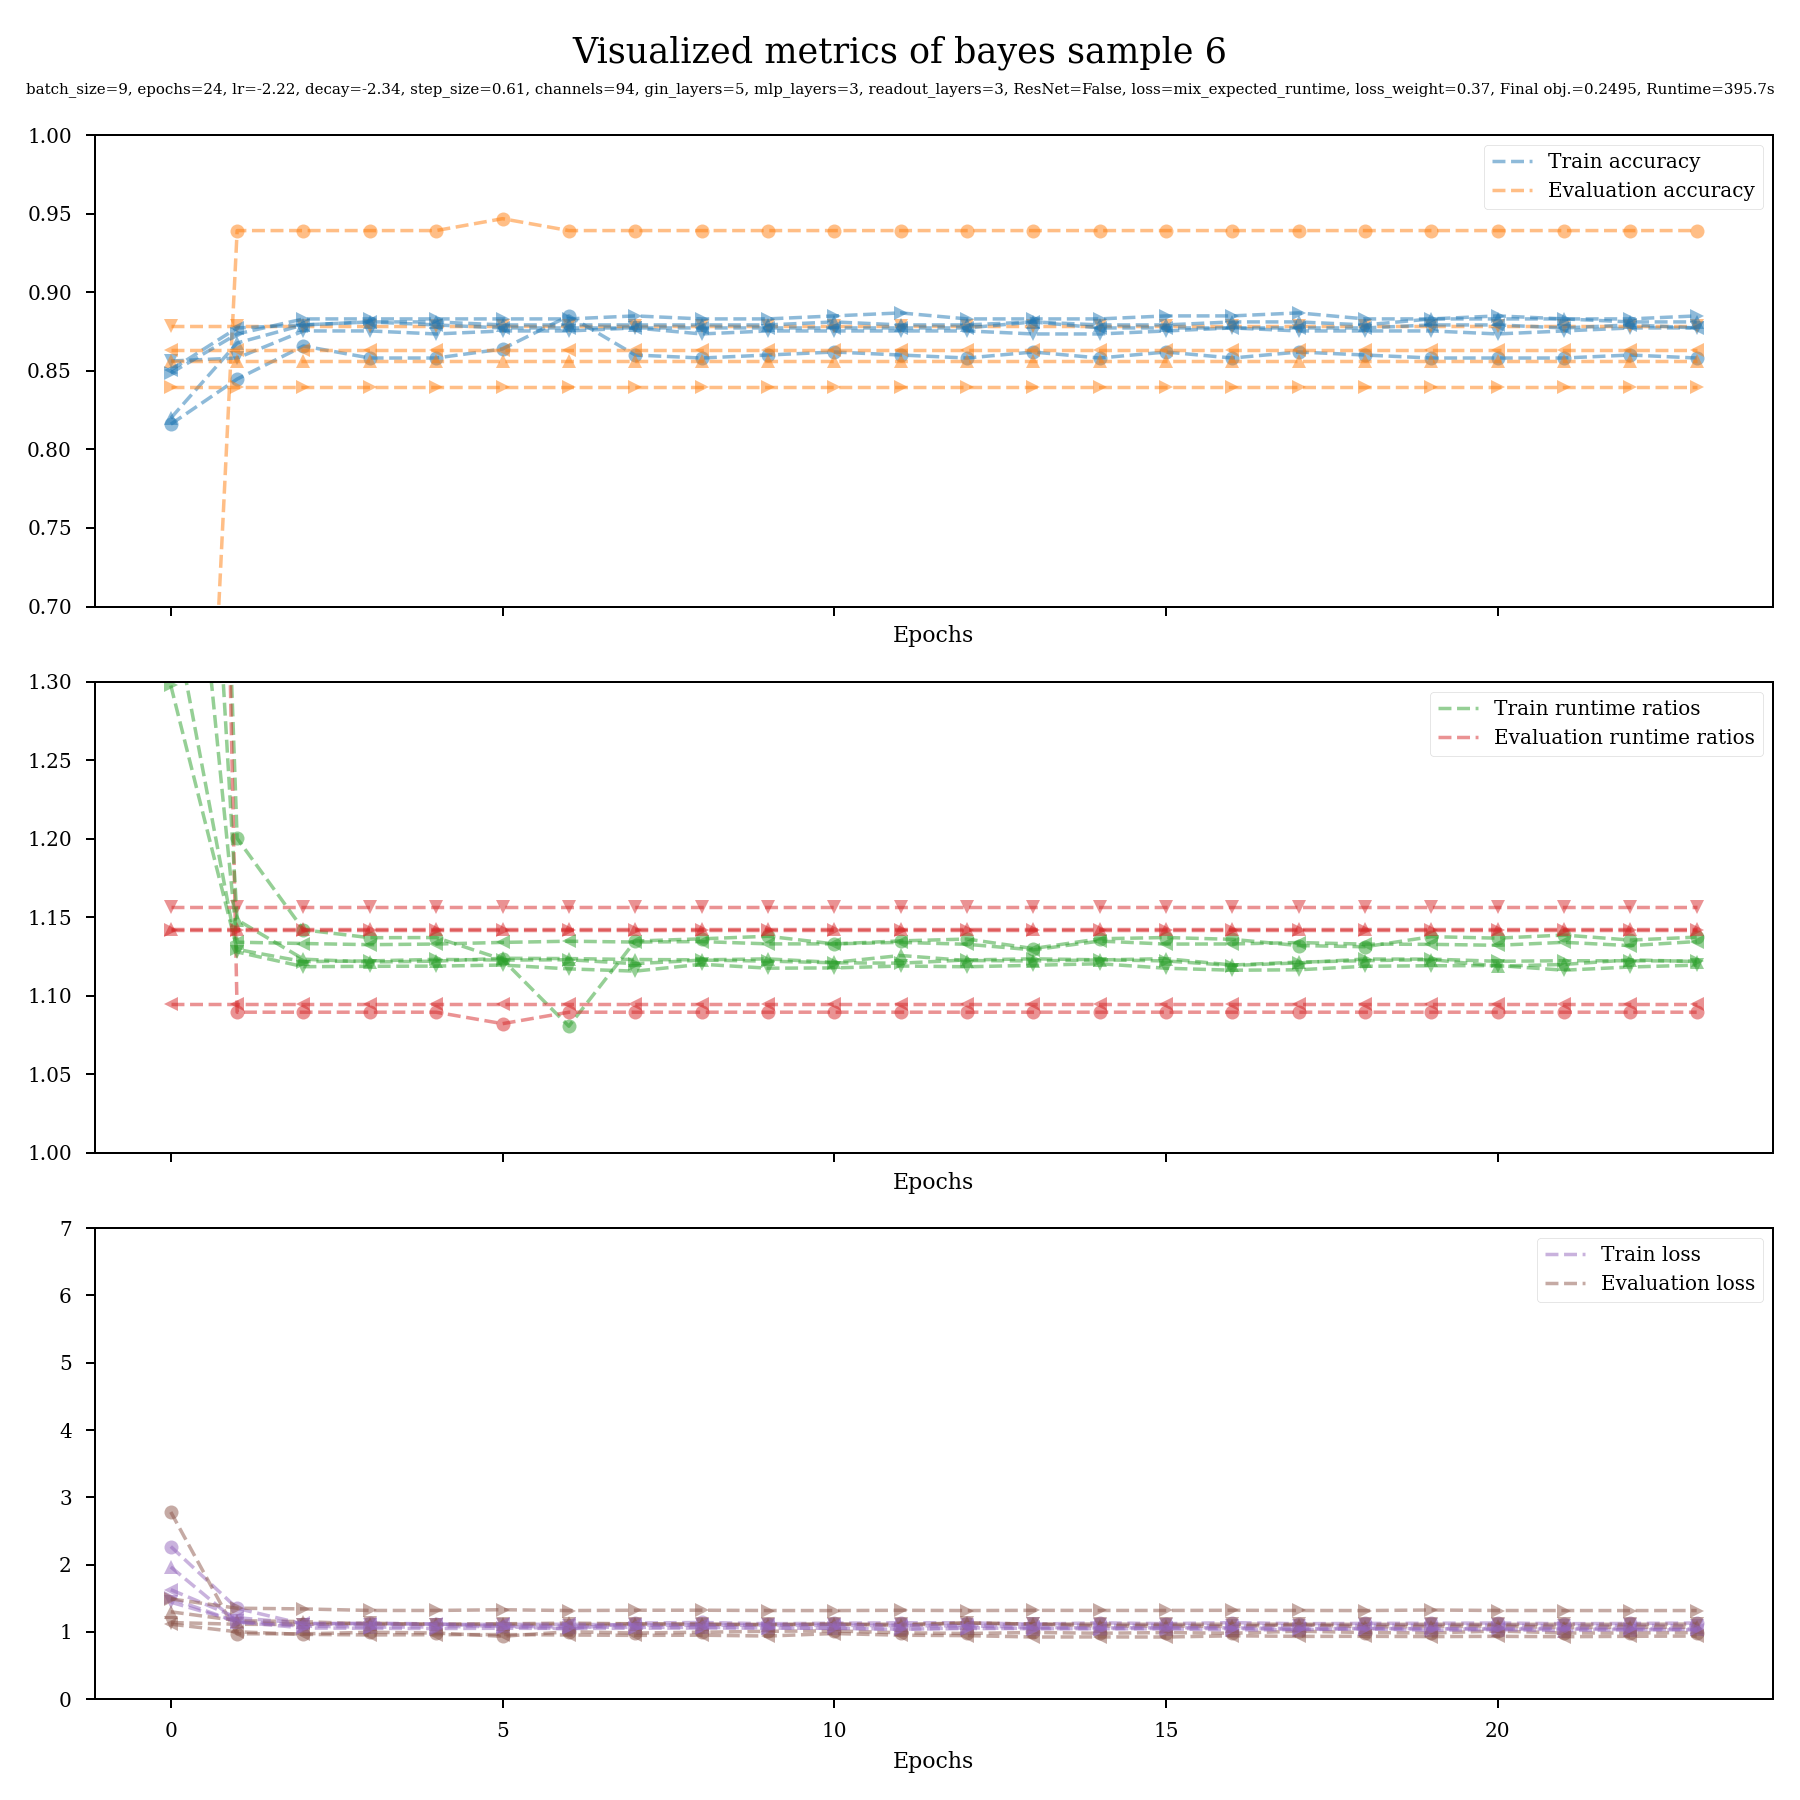 Visualized metrics of bayes sample 6
batch_size=9, epochs=24, lr=-2.22, decay=-2.34, step_size=0.61, channels=94, gin_layers=5, mlp_layers=3, readout_layers=3, ResNet=False, loss=mix_expected_runtime, loss_weight=0.37, Final obj.=0.2495, Runtime=395.7s
1.00
0.95
0.90
0.85
0.80
0.75
0.70
Train accuracy
Evaluation accuracy
Epochs
1.30
1.25
1.20
1.15
1.10
1.05
1.00
Train runtime ratios
Evaluation runtime ratios
Epochs
7
6
5
4
3
2
1
0
Train loss
Evaluation loss
0 5 10 15 20
Epochs